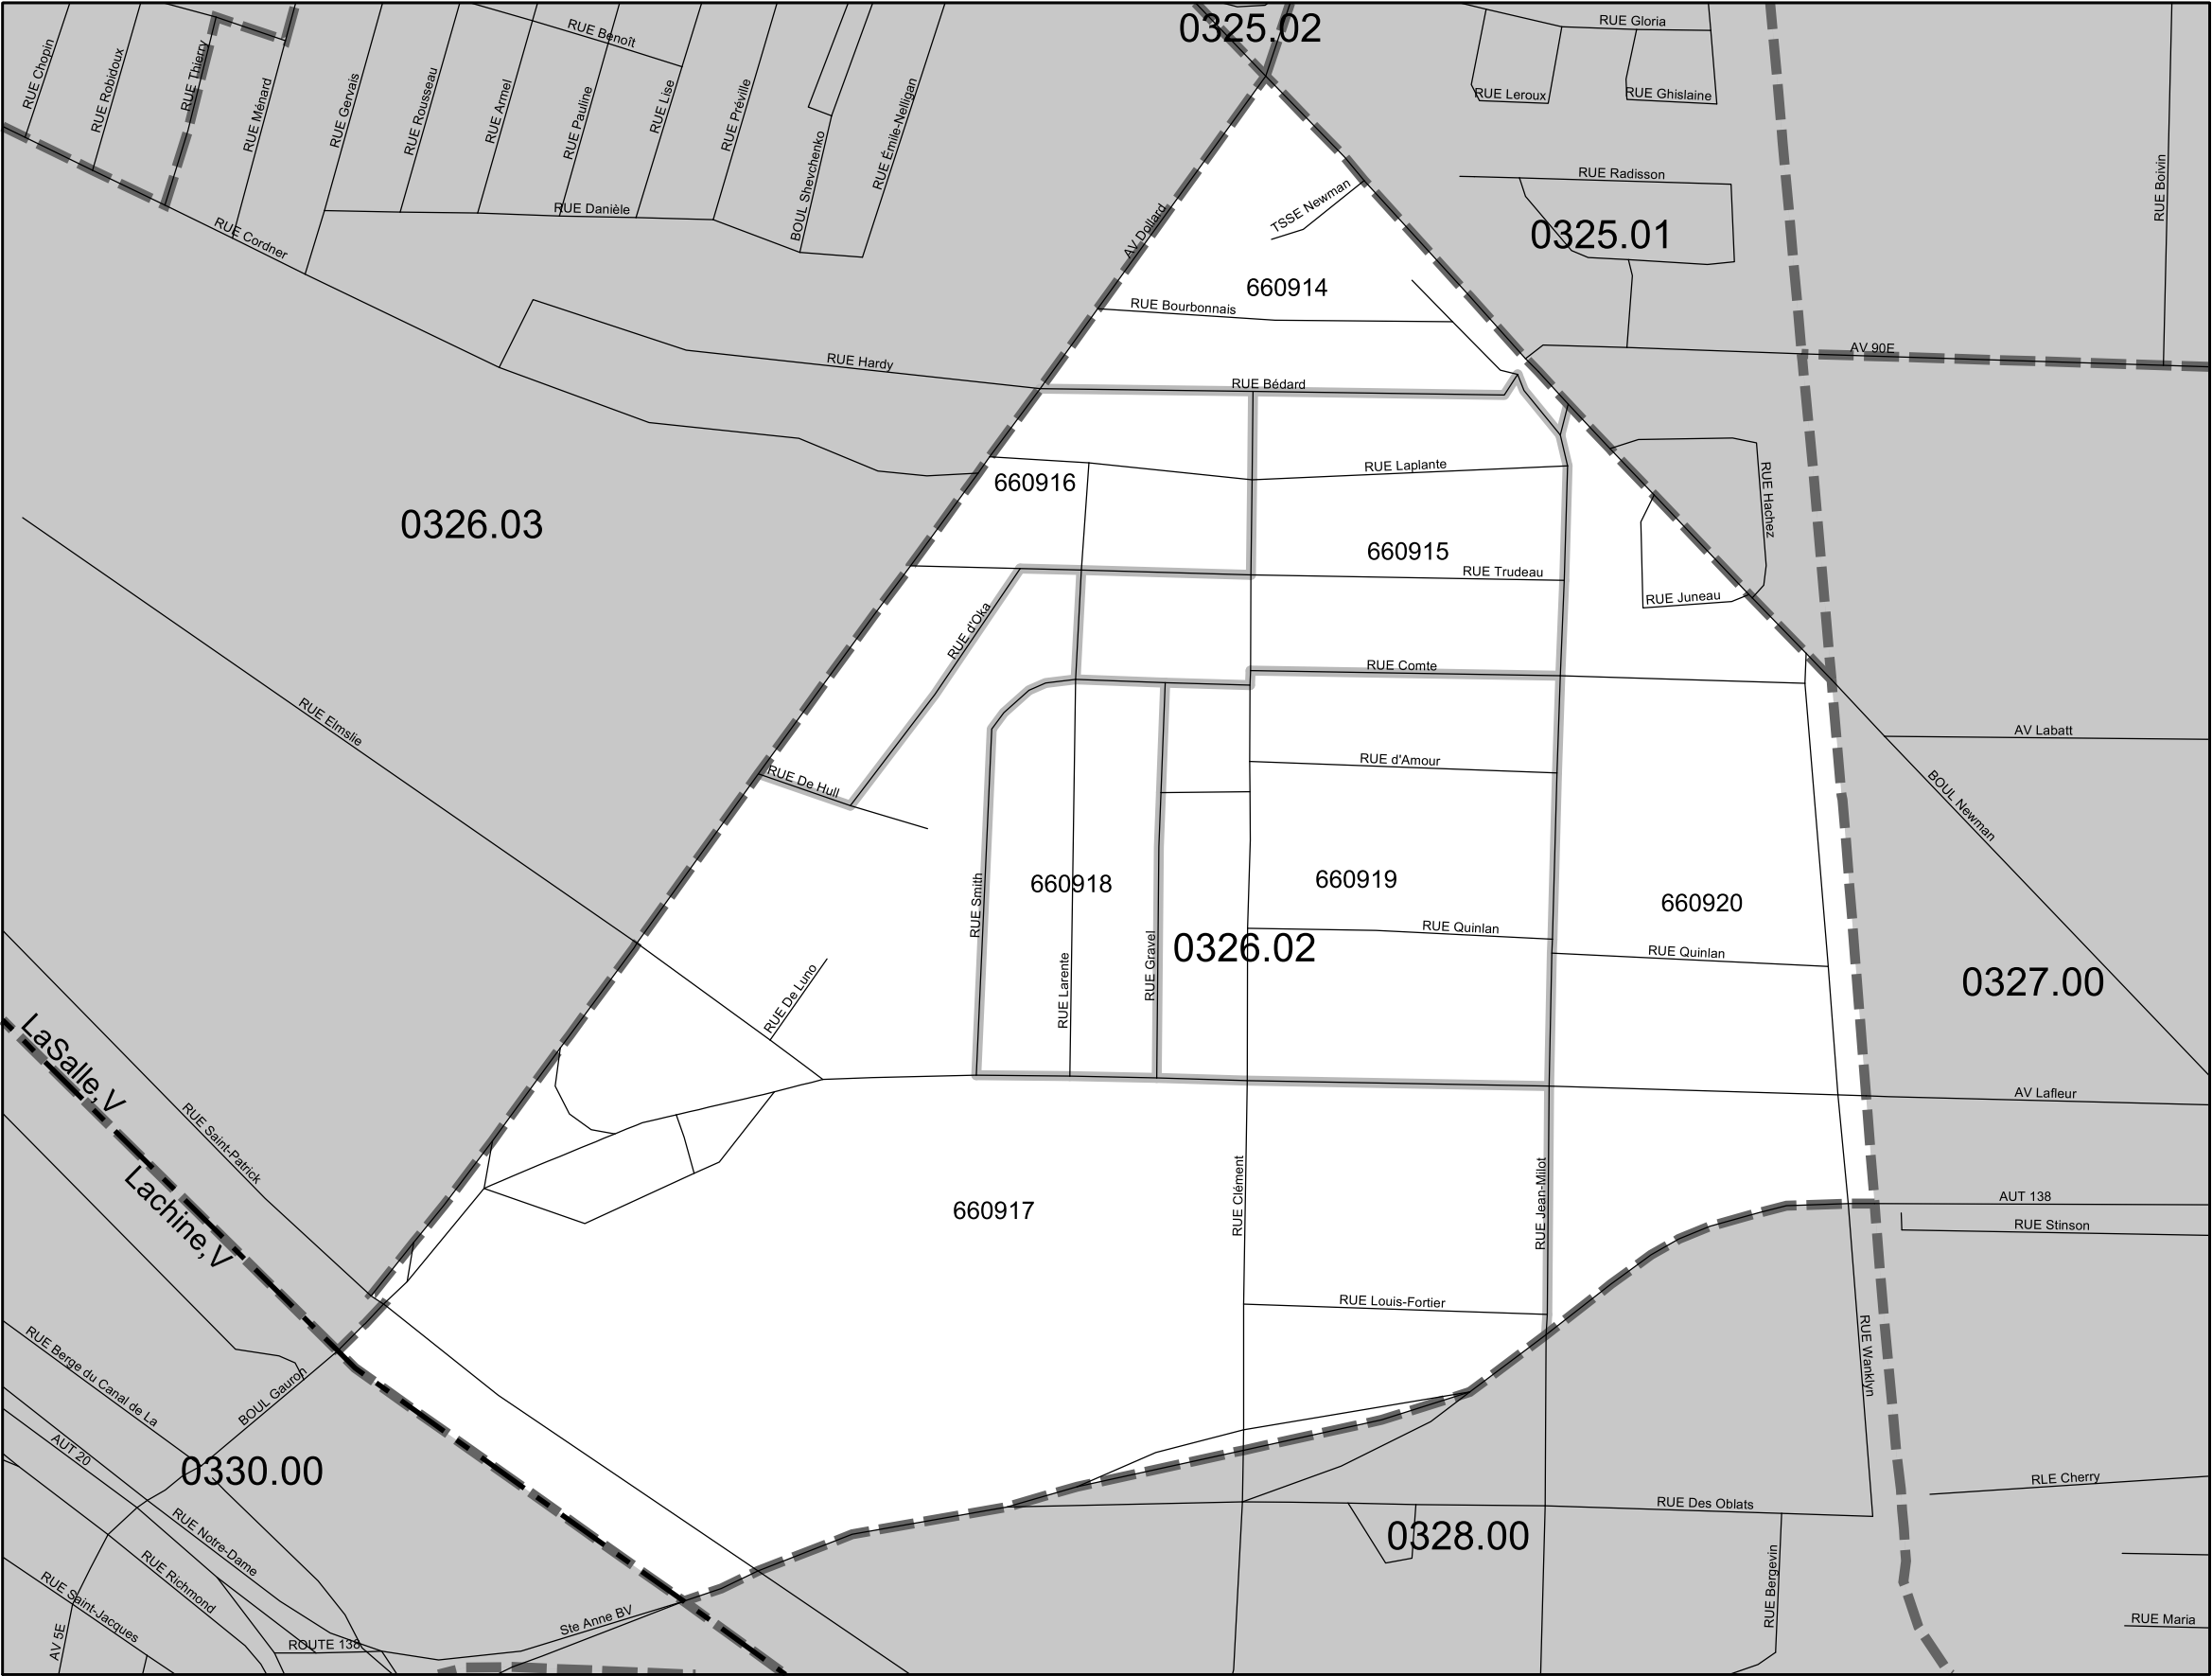 0325.02
RUE Gloria
RUE Benoît
RUE Chopin
RUE Robidoux
RUE Thierry
RUE Ménard
RUE Gervais
RUE Rousseau
RUE Armel
RUE Pauline
RUE Lise
RUE Préville
BOUL Shevchenko
RUE Émile-Nelligan
RUE Leroux
RUE Ghislaine
RUE Boivin
RUE Radisson
TSSE Newman
RUE Danièle
RUE Cordner
AV Dollard
0325.01
660914
RUE Bourbonnais
AV 90E
RUE Hardy
RUE Bédard
RUE Laplante
660916
RUE Hachez
0326.03
660915
RUE Trudeau
RUE Juneau
RUE d'Oka
RUE Comte
RUE Elmslie
AV Labatt
RUE d'Amour
RUE De Hull
BOUL Newman
660918
660919
RUE Smith
660920
RUE Quinlan
RUE Gravel
0326.02
RUE Quinlan
RUE Larente
0327.00
RUE De Luno
LaSalle,V
AV Lafleur
RUE Saint-Patrick
Lachine,V
RUE Clément
RUE Jean-Milot
AUT 138
660917
RUE Stinson
RUE Louis-Fortier
RUE Wanklyn
RUE Berge du Canal de La
BOUL Gauron
AUT 20
0330.00
RLE Cherry
RUE Des Oblats
RUE Notre-Dame
0328.00
RUE Richmond
RUE Saint-Jacques
RUE Bergevin
Ste Anne BV
RUE Maria
AV 5E
ROUTE 138